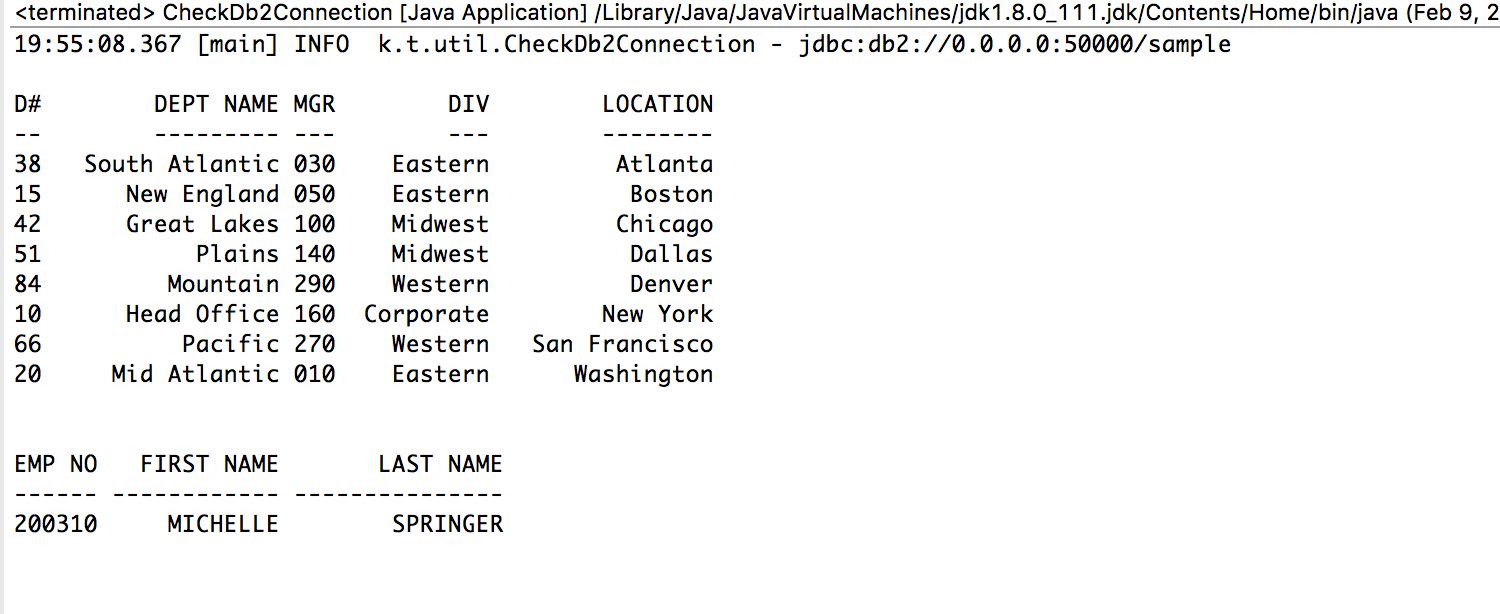 <terminated> CheckDb2Connection [Java Application] /Library/Java/JavaVirtualMachines/jdk1.8.0_111.jdk/Contents/Home/bin/java (Feb 9, 2
19:55:08.367 [main] INFO  k.t.util.CheckDb2Connection - jdbc:db2://0.0.0.0:50000/sample
D#        DEPT NAME MGR        DIV        LOCATION
--        --------- ---        ---        --------
38   South Atlantic 030    Eastern         Atlanta
15      New England 050    Eastern          Boston
42      Great Lakes 100    Midwest         Chicago
51           Plains 140    Midwest          Dallas
84         Mountain 290    Western          Denver
10      Head Office 160  Corporate        New York
66          Pacific 270    Western   San Francisco
20     Mid Atlantic 010    Eastern      Washington
EMP NO   FIRST NAME       LAST NAME
------ ------------ ---------------
200310     MICHELLE        SPRINGER